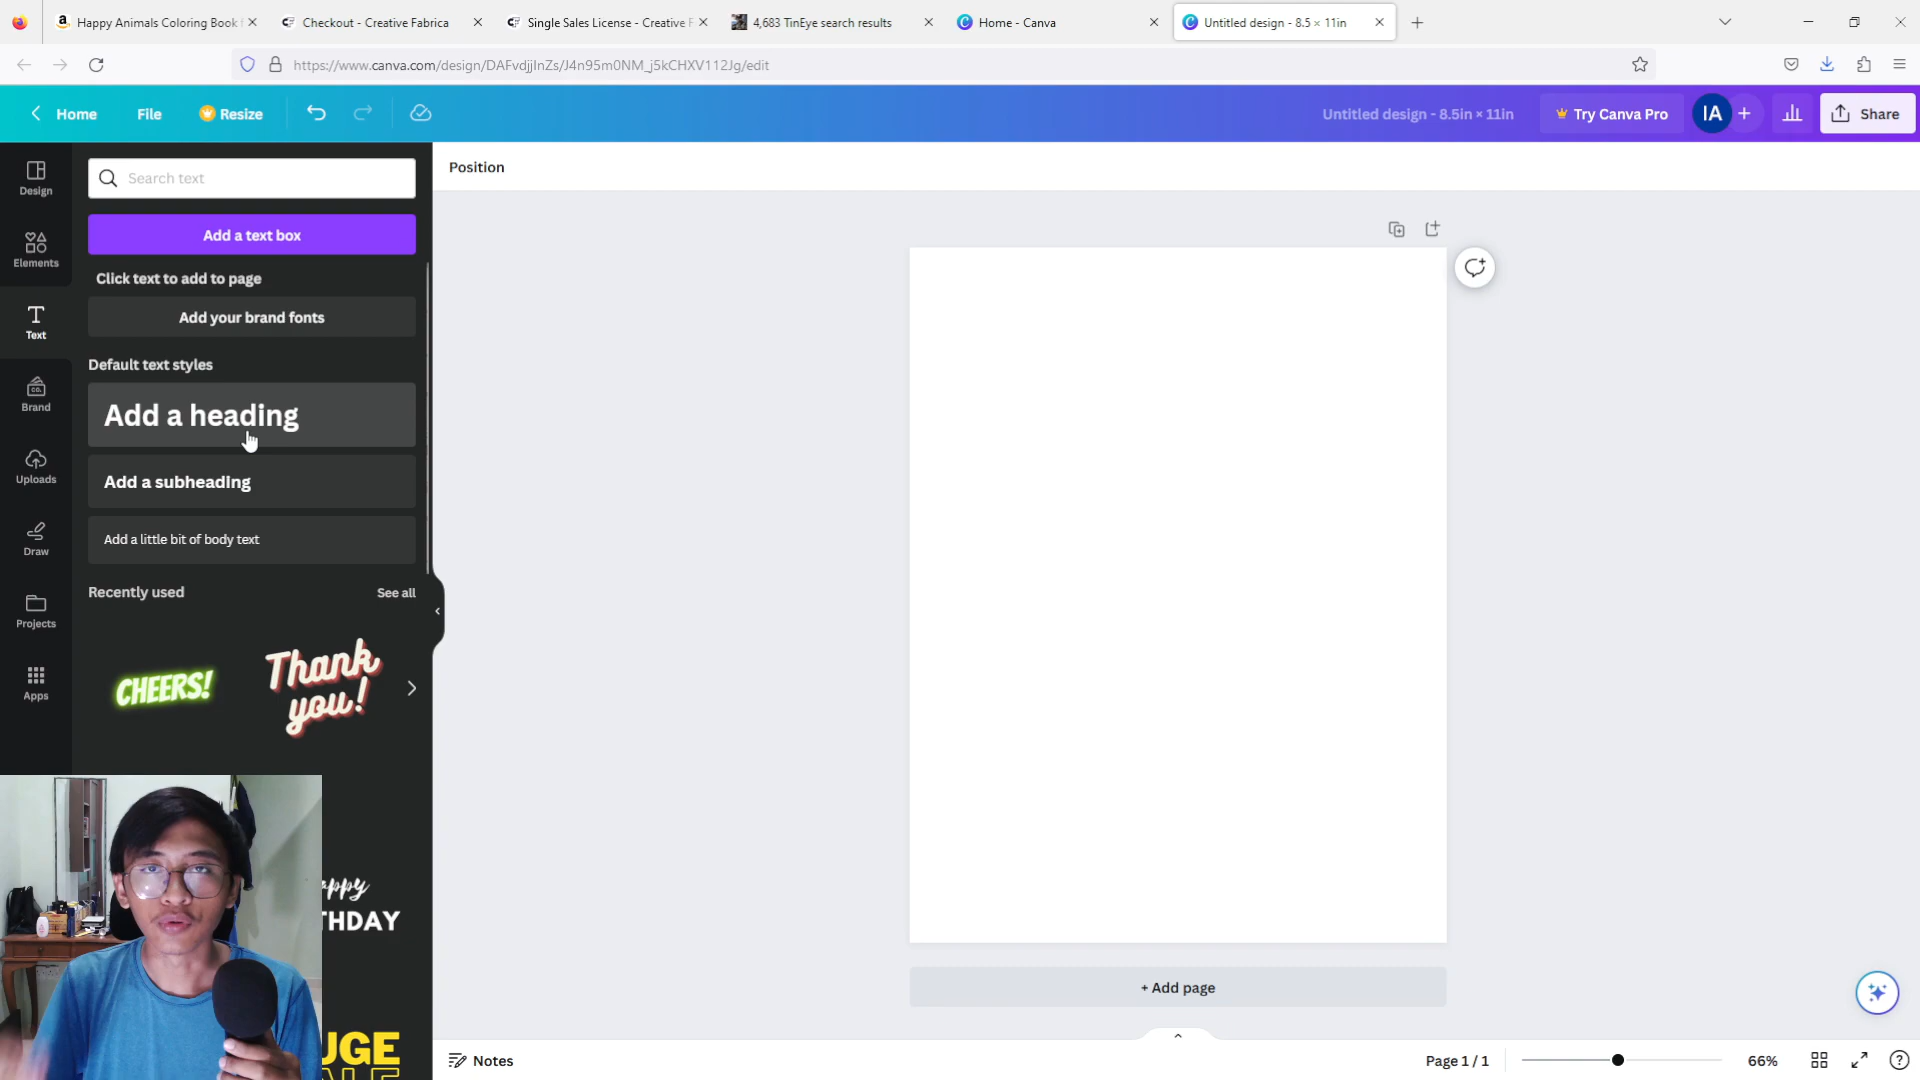 Happy Animals Coloring Book f
Checkout - Creative Fabrica
Single Sales License - Creative F
4,683 TinEye search results
Home - Canva
Untitled design - 8.5 × 11in
https://www.canva.com/design/DAFvdjjInZs/J4n95m0NM_j5kCHXV112Jg/edit
Home
File
Resize
Untitled design - 8.5in × 11in
Try Canva Pro
IA
Share
Design
Elements
Text
Brand
Uploads
Draw
Projects
Apps
Search text
Add a text box
Click text to add to page
Add your brand fonts
Default text styles
Add a heading
Add a subheading
Add a little bit of body text
Recently used
See all
CHEERS!
Thank
you!
appy
THDAY
UGE
Position
+ Add page
Notes
Page 1 / 1
66%